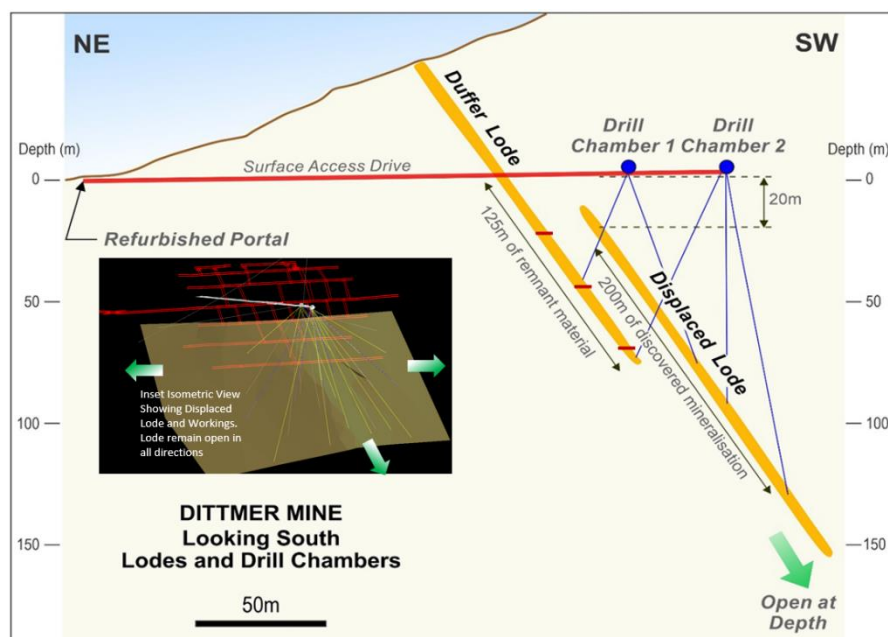 NE
SW
Duffer Lode
Drill
Chamber 1
Drill
Chamber 2
Depth (m)
Depth (m)
Surface Access Drive
0
0
20m
Refurbished Portal
125m of remnant material
200m of discovered mineralisation
Displaced Lode
50
50
Inset Isometric View
Showing Displaced
Lode and Workings.
Lode remain open in
all directions
100
100
DITTMER MINE
Looking South
Lodes and Drill Chambers
150
150
50m
Open at
Depth